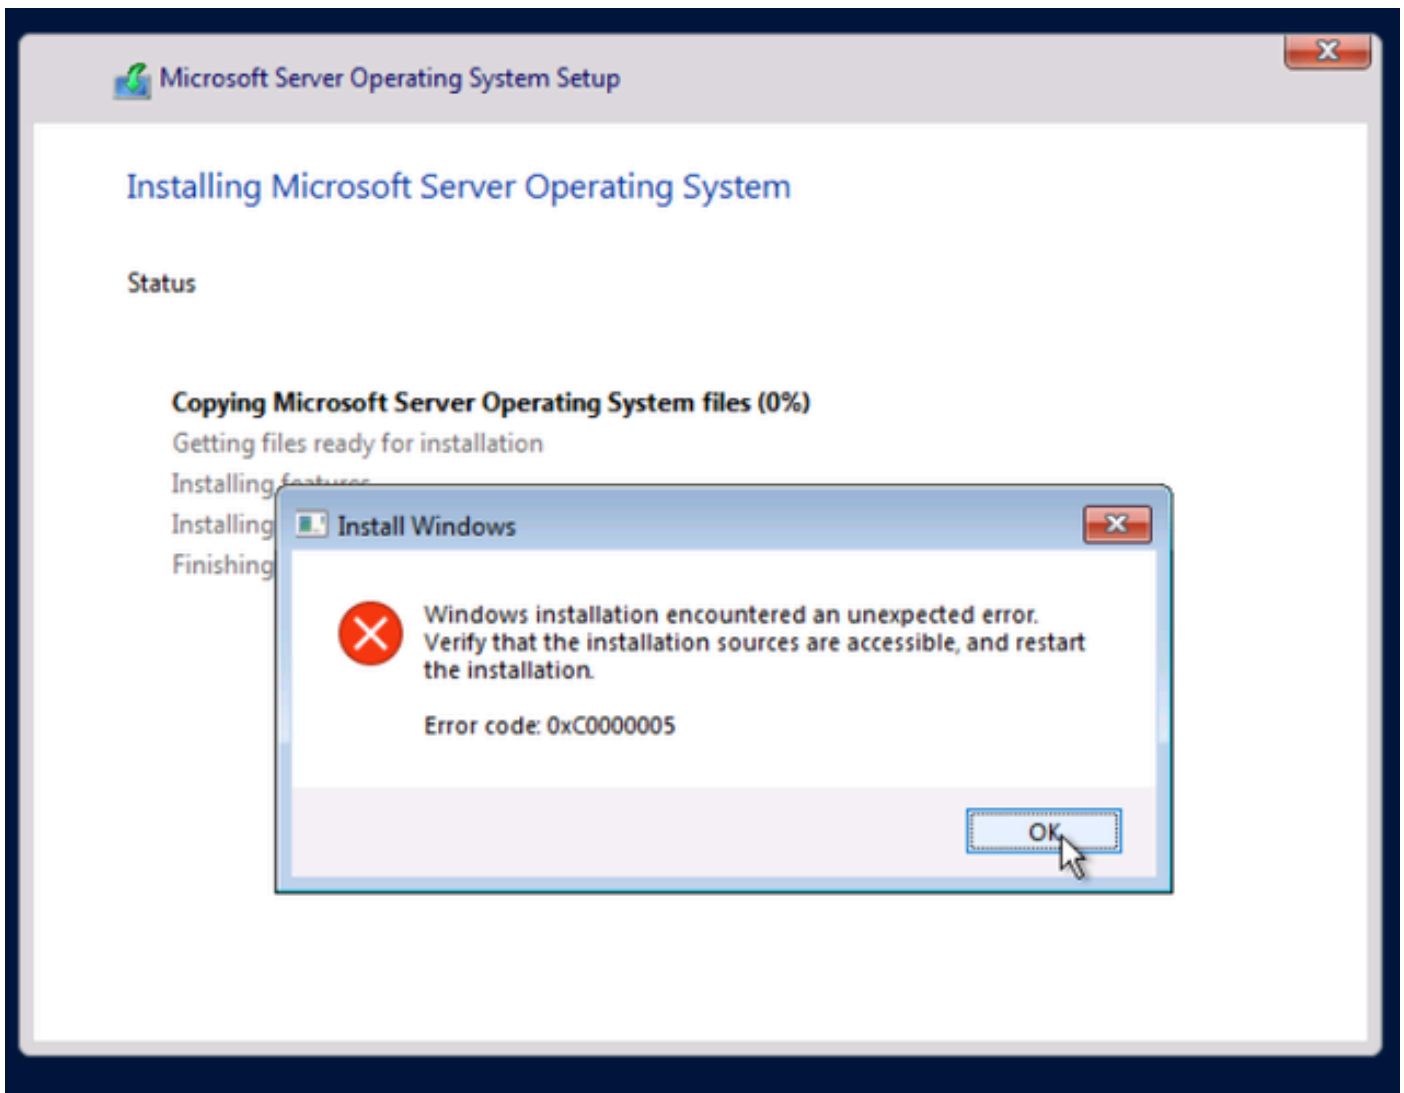 Microsoft Server Operating System Setup
Installing Microsoft Server Operating System
Status
Copying Microsoft Server Operating System files (0%)
Getting files ready for installation
Installing features
Installing
Finishing
Install Windows
Windows installation encountered an unexpected error.
Verify that the installation sources are accessible, and restart
the installation.
Error code: 0xC0000005
OK